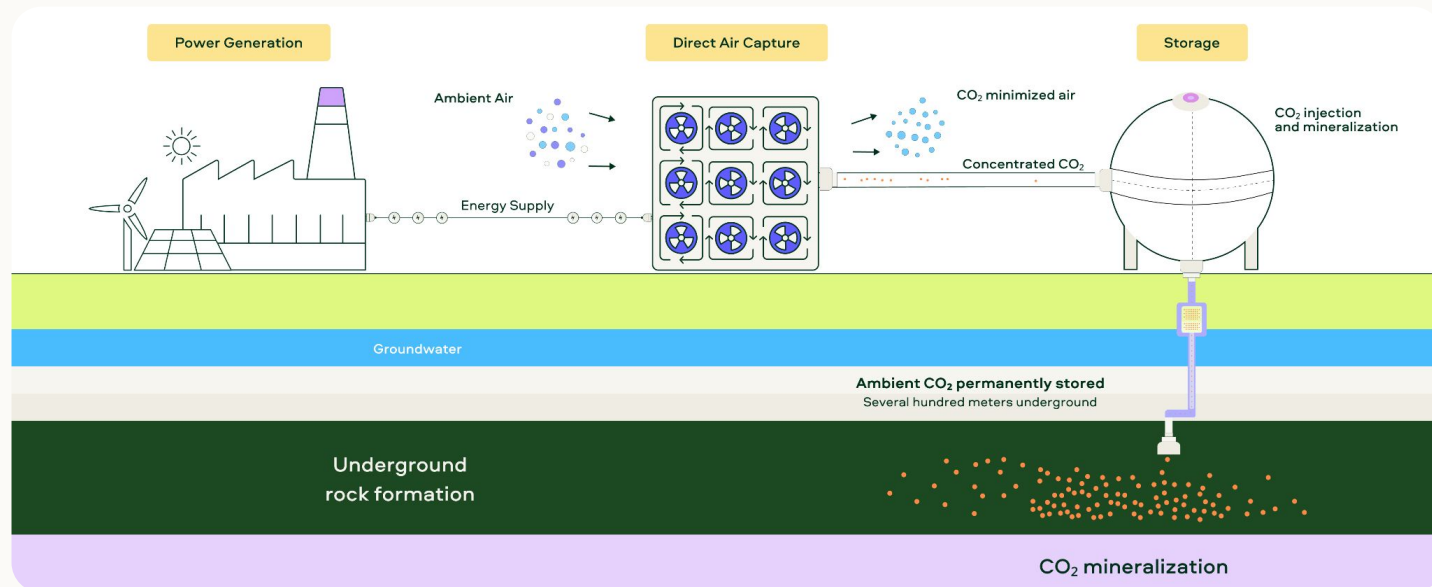 Power Generation
Direct Air Capture
Storage
Ambient Air
CO₂ minimized air
CO₂ injection
and mineralization
Concentrated CO₂
Energy Supply
Groundwater
Ambient CO₂ permanently stored
Several hundred meters underground
Underground
rock formation
CO₂ mineralization